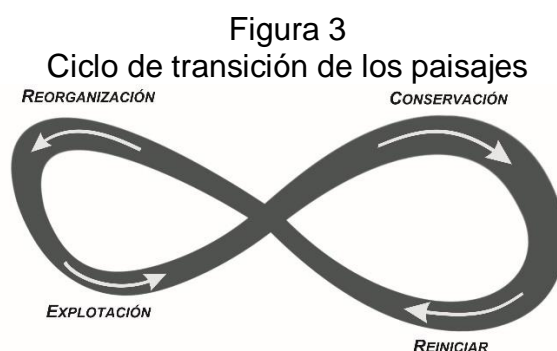 Figura 3
Ciclo de transición de los paisajes
REORGANIZACIÓN
CONSERVACIÓN
EXPLOTACIÓN
REINICIAR